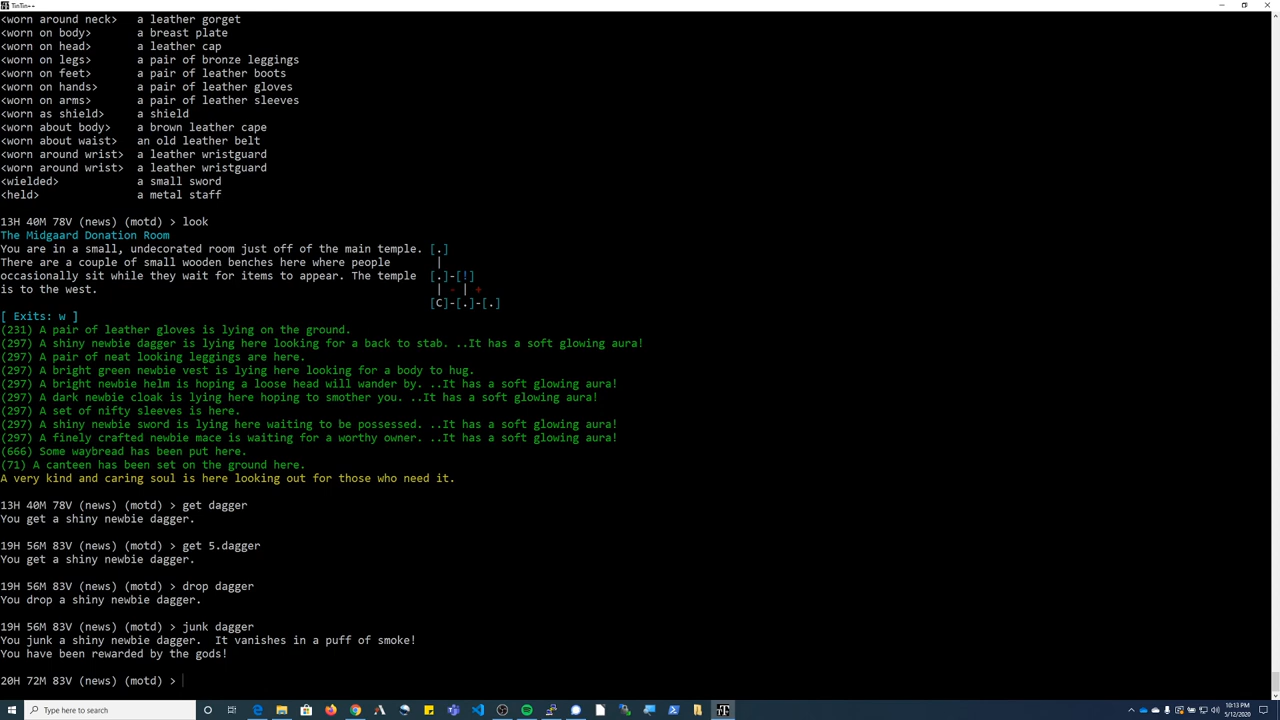 TinTin++
<worn around neck>  a leather gorget
<worn on body>      a breast plate
<worn on head>      a leather cap
<worn on legs>      a pair of bronze leggings
<worn on feet>      a pair of leather boots
<worn on hands>     a pair of leather gloves
<worn on arms>      a pair of leather sleeves
<worn as shield>    a shield
<worn about body>   a brown leather cape
<worn about waist>  an old leather belt
<worn around wrist> a leather wristguard
<worn around wrist> a leather wristguard
<wielded>           a small sword
<held>              a metal staff
13H 40M 78V (news) (motd) > look
The Midgaard Donation Room
You are in a small, undecorated room just off of the main temple. [.]
There are a couple of small wooden benches here where people       |
occasionally sit while they wait for items to appear. The temple  [.]-[!]
is to the west.                                                    | - | +
                                                                  [C]-[.]-[.]
[ Exits: w ]
(231) A pair of leather gloves is lying on the ground.
(297) A shiny newbie dagger is lying here looking for a back to stab. ..It has a soft glowing aura!
(297) A pair of neat looking leggings are here.
(297) A bright green newbie vest is lying here looking for a body to hug.
(297) A bright newbie helm is hoping a loose head will wander by. ..It has a soft glowing aura!
(297) A dark newbie cloak is lying here hoping to smother you. ..It has a soft glowing aura!
(297) A set of nifty sleeves is here.
(297) A shiny newbie sword is lying here waiting to be possessed. ..It has a soft glowing aura!
(297) A finely crafted newbie mace is waiting for a worthy owner. ..It has a soft glowing aura!
(666) Some waybread has been put here.
(71) A canteen has been set on the ground here.
A very kind and caring soul is here looking out for those who need it.
13H 40M 78V (news) (motd) > get dagger
You get a shiny newbie dagger.
19H 56M 83V (news) (motd) > get 5.dagger
You get a shiny newbie dagger.
19H 56M 83V (news) (motd) > drop dagger
You drop a shiny newbie dagger.
19H 56M 83V (news) (motd) > junk dagger
You junk a shiny newbie dagger.  It vanishes in a puff of smoke!
You have been rewarded by the gods!
20H 72M 83V (news) (motd) >
Type here to search
10:13 PM
5/12/2020